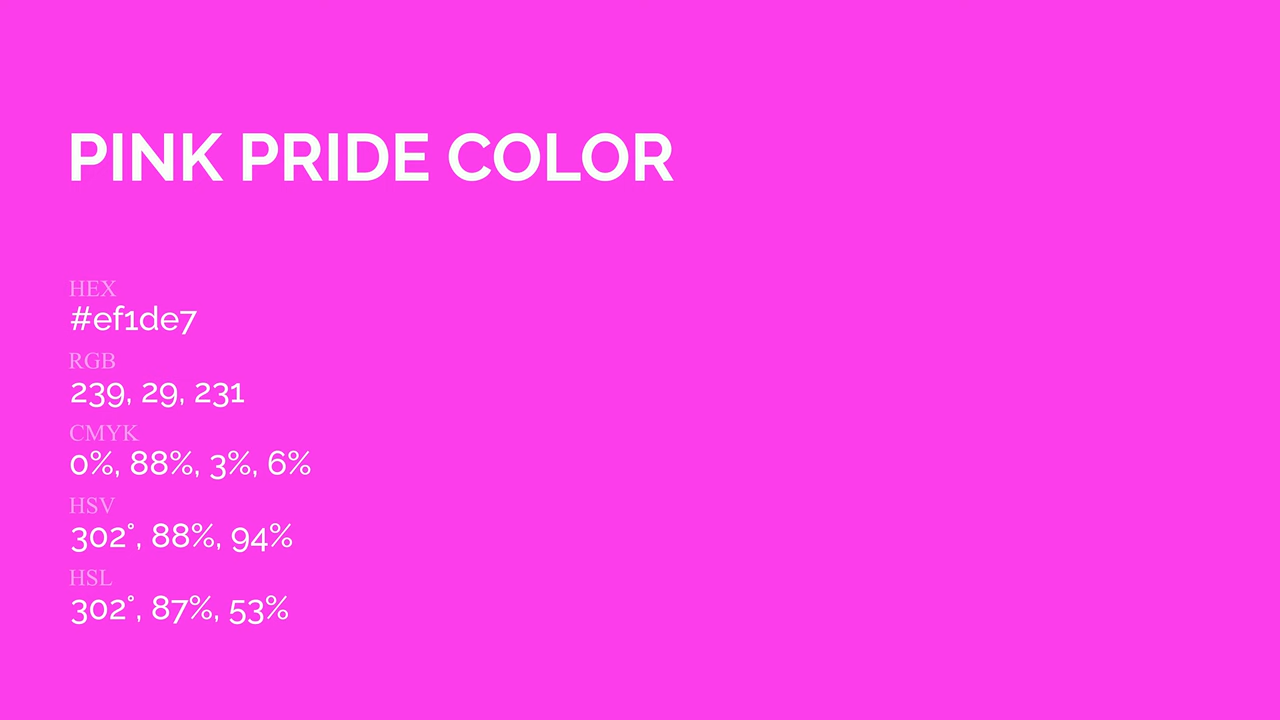 PINK PRIDE COLOR
HEX
#ef1de7
RGB
239, 29, 231
CMYK
0%, 88%, 3%, 6%
HSV
302°, 88%, 94%
HSL
302°, 87%, 53%